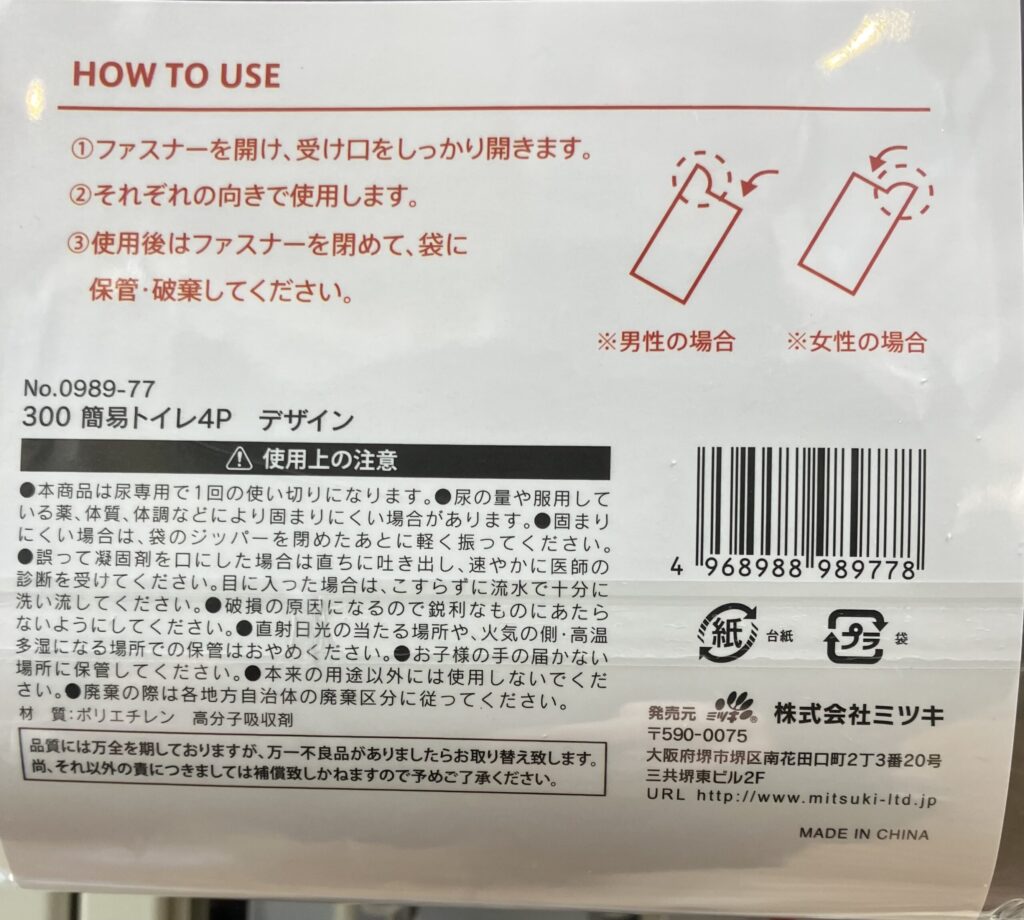 HOW TO USE
①ファスナーを開け、受け口をしっかり開きます。
②それぞれの向きで使用します。
③使用後はファスナーを閉めて、袋に
保管・破棄してください。
※男性の場合
※女性の場合
No.0989-77
300 簡易トイレ4P デザイン
使用上の注意
●本商品は尿専用で1回の使い切りになります。●尿の量や服用して
いる薬、体質、体調などにより固まりにくい場合があります。●固まり
にくい場合は、袋のジッパーを閉めたあとに軽く振ってください。
●誤って凝固剤を口にした場合は直ちに吐き出し、速やかに医師の
診断を受けてください。目に入った場合は、こすらずに流水で十分に
洗い流してください。●破損の原因になるので鋭利なものにあたら
ないようにしてください。●直射日光の当たる場所や、火気の側・高温
多湿になる場所での保管はおやめください。●お子様の手の届かない
場所に保管してください。●本来の用途以外には使用しないでくだ
さい。●廃棄の際は各地方自治体の廃棄区分に従ってください。
材 質:ポリエチレン 高分子吸収剤
品質には万全を期しておりますが、万一不良品がありましたらお取り替え致します。
尚、それ以外の責につきましては補償致しかねますので予めご了承ください。
4 968988 989778
紙 台紙
プラ 袋
発売元 ミツキ® 株式会社ミツキ
〒590-0075
大阪府堺市堺区南花田口町2丁3番20号
三共堺東ビル2F
URL http://www.mitsuki-ltd.jp
MADE IN CHINA